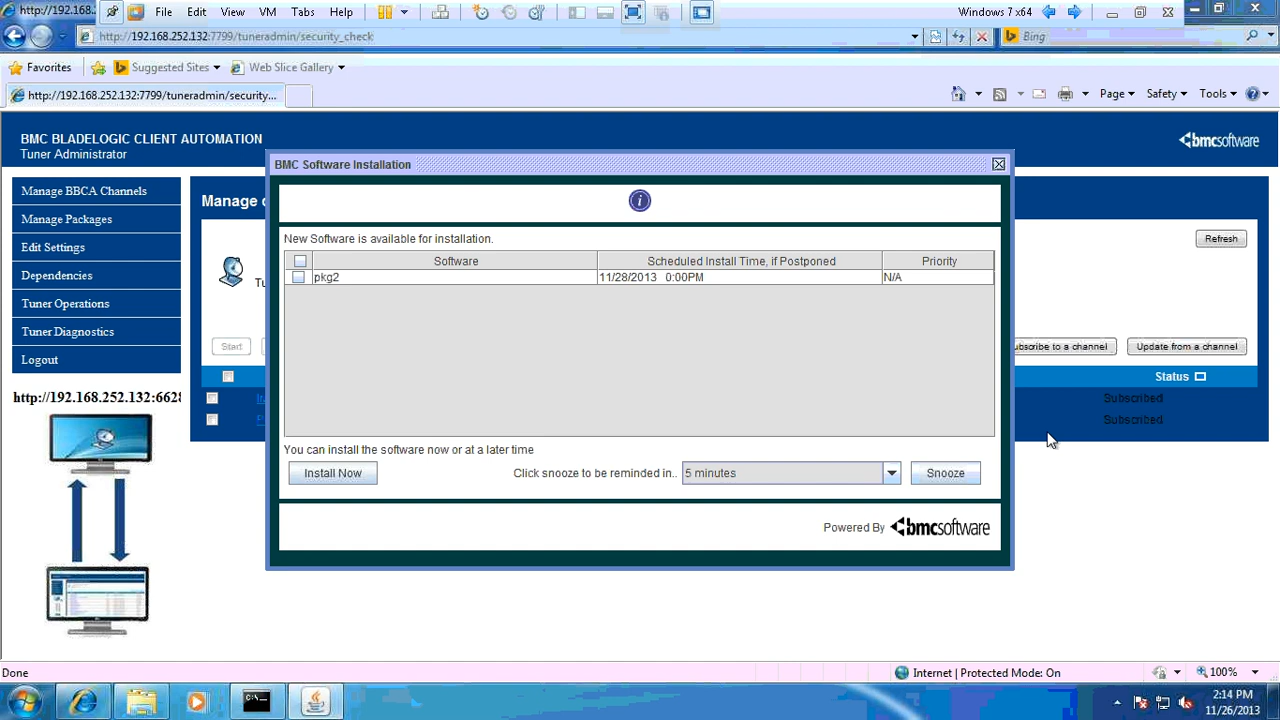 http://192.168. File Edit View VM Tabs Help Windows 7 x64
http://192.168.252.132:7799/tuneradmin/security_check Bing
Favorites Suggested Sites Web Slice Gallery
http://192.168.252.132:7799/tuneradmin/security... Page Safety Tools
BMC BLADELOGIC CLIENT AUTOMATION
Tuner Administrator
bmcsoftware
BMC Software Installation
Manage BBCA Channels
Manage Packages
Edit Settings
Dependencies
Tuner Operations
Tuner Diagnostics
Logout
http://192.168.252.132:6628
Manage
Refresh
Start
Subscribe to a channel Update from a channel
Status
Subscribed
Subscribed
New Software is available for installation.
Software Scheduled Install Time, if Postponed Priority
pkg2 11/28/2013 0:00PM N/A
You can install the software now or at a later time
Install Now Click snooze to be reminded in.. 5 minutes Snooze
Powered By bmcsoftware
Done Internet | Protected Mode: On 100%
2:14 PM
11/26/2013